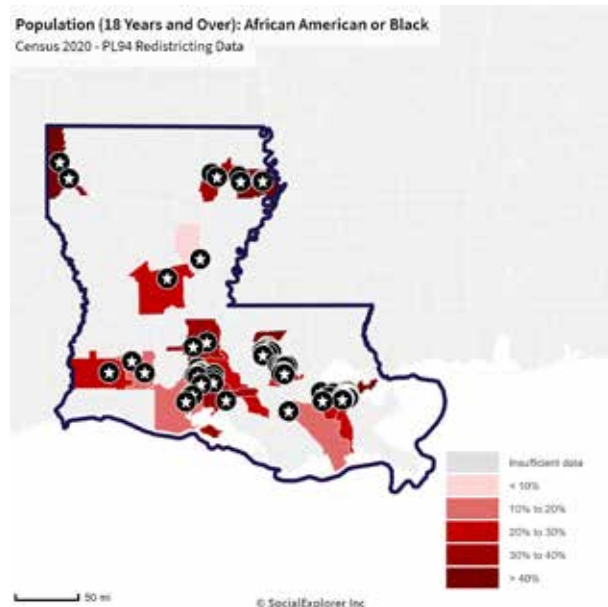 Population (18 Years and Over): African American or Black
Census 2020 - PL94 Redistricting Data
Insufficient data
< 10%
10% to 20%
20% to 30%
30% to 40%
> 40%
50 mi
© SocialExplorer Inc